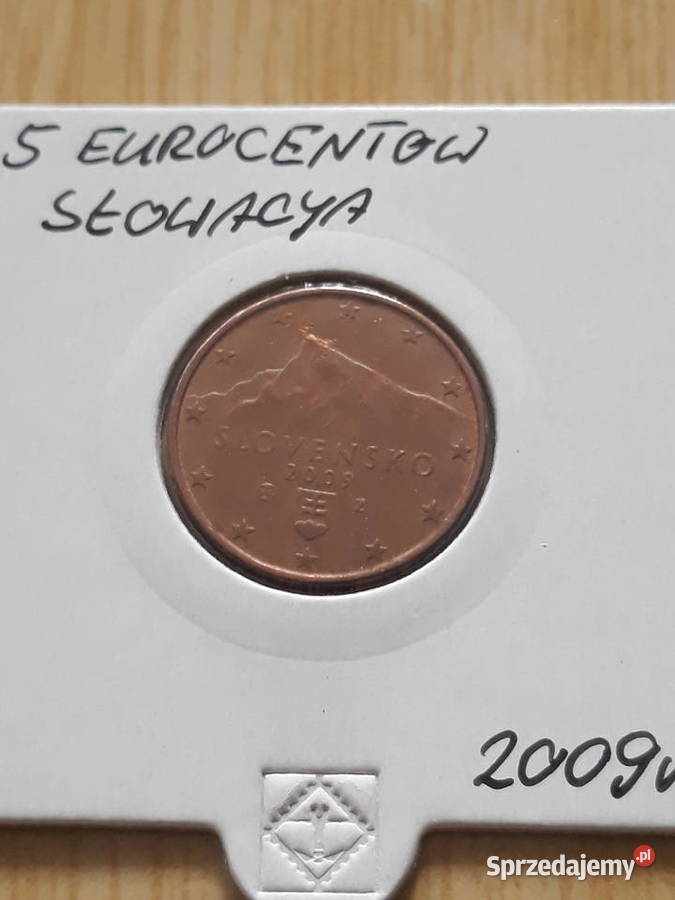 5 EUROCENTOW
SŁOWACYA
SLOVENSKO
2009
Z
2009r
Sprzedajemy.pl